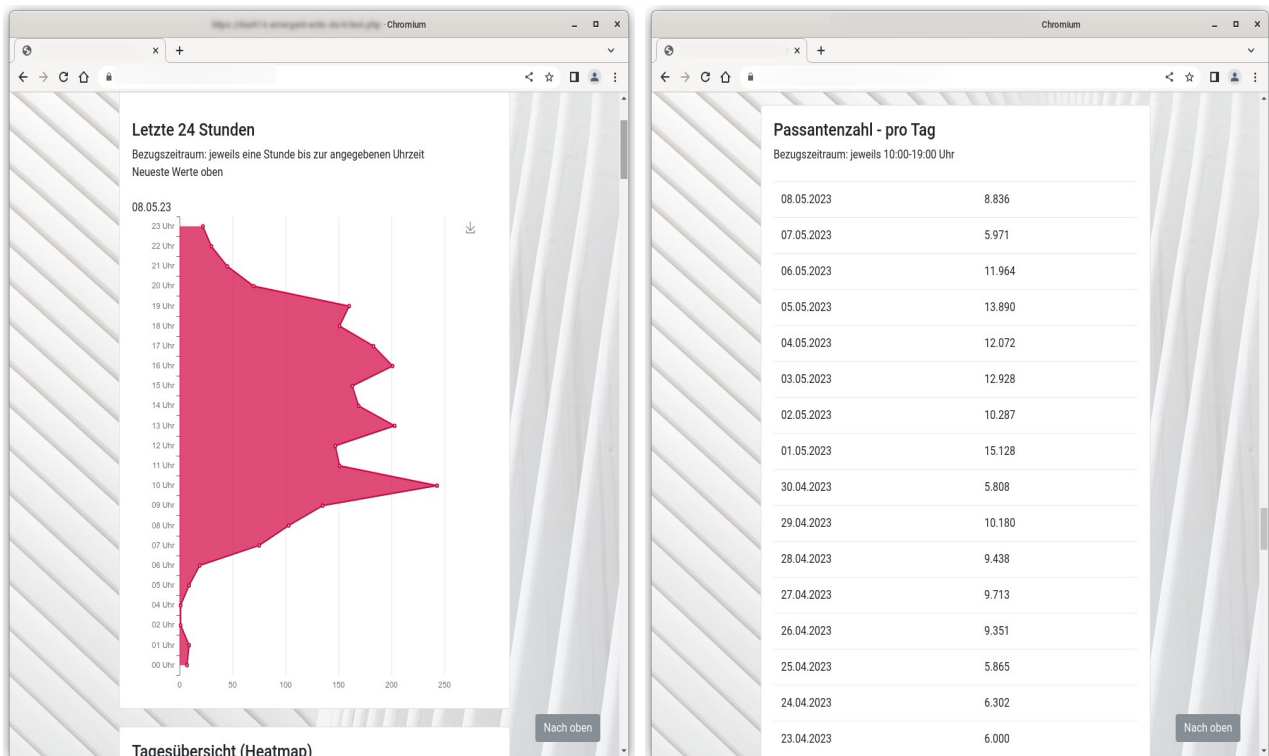 Chromium
Letzte 24 Stunden
Bezugszeitraum: jeweils eine Stunde bis zur angegebenen Uhrzeit
Neueste Werte oben
08.05.23
23 Uhr
22 Uhr
21 Uhr
20 Uhr
19 Uhr
18 Uhr
17 Uhr
16 Uhr
15 Uhr
14 Uhr
13 Uhr
12 Uhr
11 Uhr
10 Uhr
09 Uhr
08 Uhr
07 Uhr
06 Uhr
05 Uhr
04 Uhr
02 Uhr
01 Uhr
00 Uhr
0 50 100 150 200 250
Nach oben
Tagesübersicht (Heatmap)
Chromium
Passantenzahl - pro Tag
Bezugszeitraum: jeweils 10:00-19:00 Uhr
08.05.2023 8.836
07.05.2023 5.971
06.05.2023 11.964
05.05.2023 13.890
04.05.2023 12.072
03.05.2023 12.928
02.05.2023 10.287
01.05.2023 15.128
30.04.2023 5.808
29.04.2023 10.180
28.04.2023 9.438
27.04.2023 9.713
26.04.2023 9.351
25.04.2023 5.865
24.04.2023 6.302
23.04.2023 6.000
Nach oben